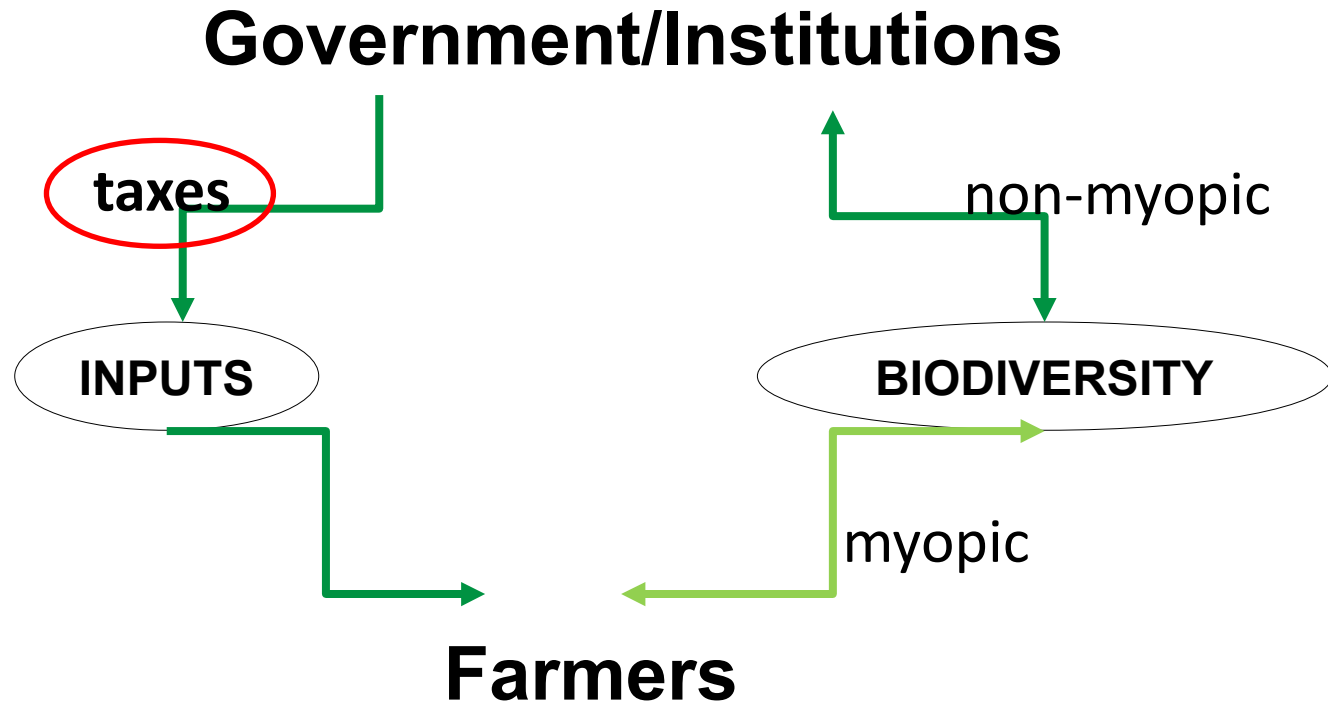 Government/Institutions
taxes
non-myopic
INPUTS
BIODIVERSITY
myopic
Farmers